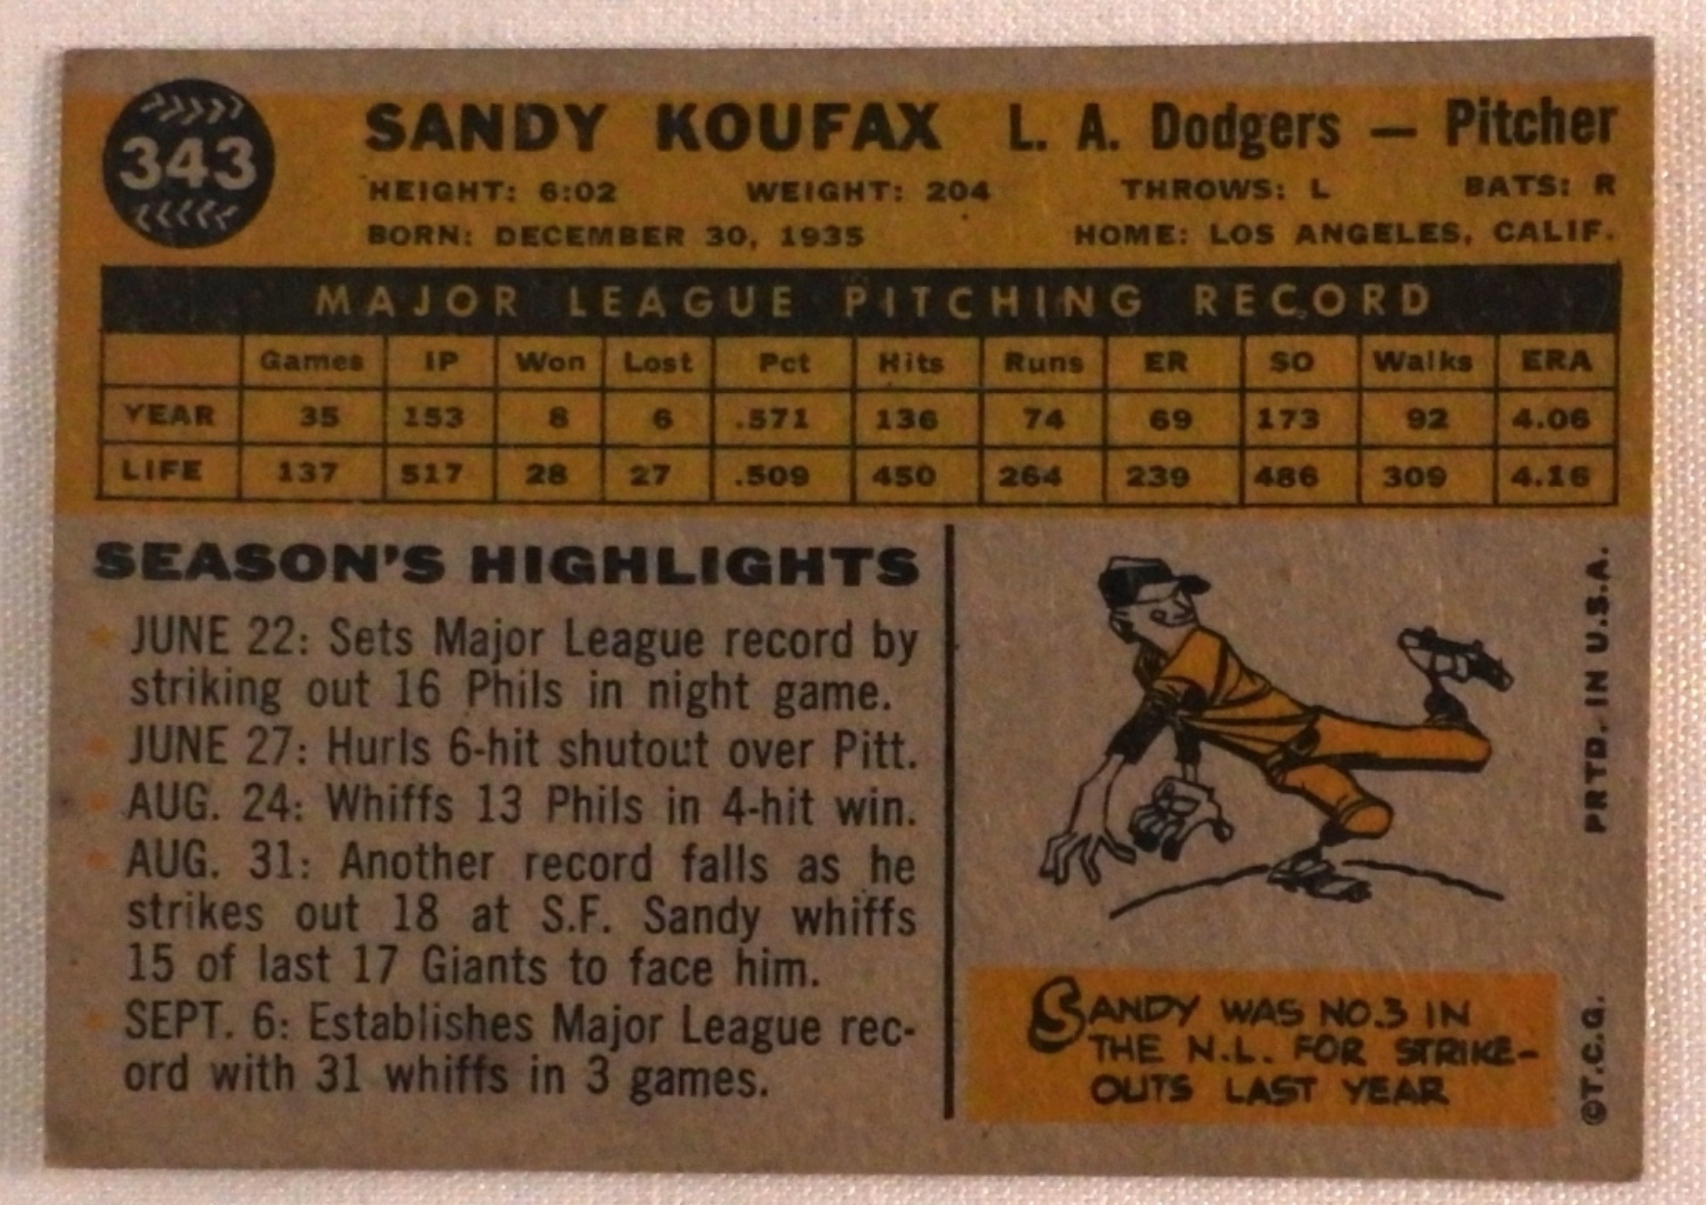 343
SANDY KOUFAX L. A. Dodgers — Pitcher
HEIGHT: 6:02 WEIGHT: 204 THROWS: L BATS: R
BORN: DECEMBER 30, 1935 HOME: LOS ANGELES, CALIF.
MAJOR LEAGUE PITCHING RECORD
Games IP Won Lost Pct Hits Runs ER SO Walks ERA
YEAR 35 153 8 6 .571 136 74 69 173 92 4.06
LIFE 137 517 28 27 .509 450 264 239 486 309 4.16
SEASON'S HIGHLIGHTS
JUNE 22: Sets Major League record by
striking out 16 Phils in night game.
JUNE 27: Hurls 6-hit shutout over Pitt.
AUG. 24: Whiffs 13 Phils in 4-hit win.
AUG. 31: Another record falls as he
strikes out 18 at S.F. Sandy whiffs
15 of last 17 Giants to face him.
SEPT. 6: Establishes Major League rec-
ord with 31 whiffs in 3 games.
SANDY WAS NO.3 IN
THE N.L. FOR STRIKE-
OUTS LAST YEAR
©T.C.G. PRTD. IN U.S.A.